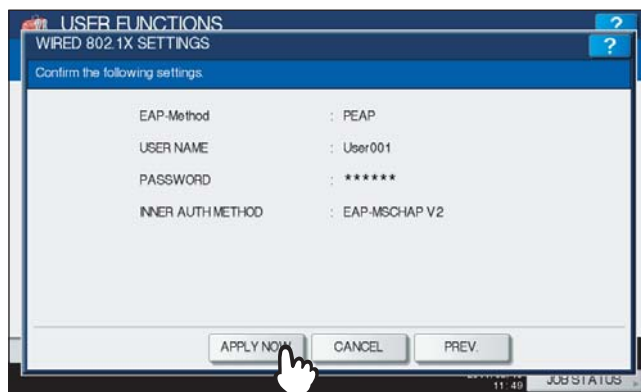 USER FUNCTIONS
?
WIRED 802.1X SETTINGS
?
Confirm the following settings.
EAP-Method : PEAP
USER NAME : User001
PASSWORD : ******
INNER AUTH METHOD : EAP-MSCHAP V2
APPLY NOW CANCEL PREV.
11:49 JOB STATUS